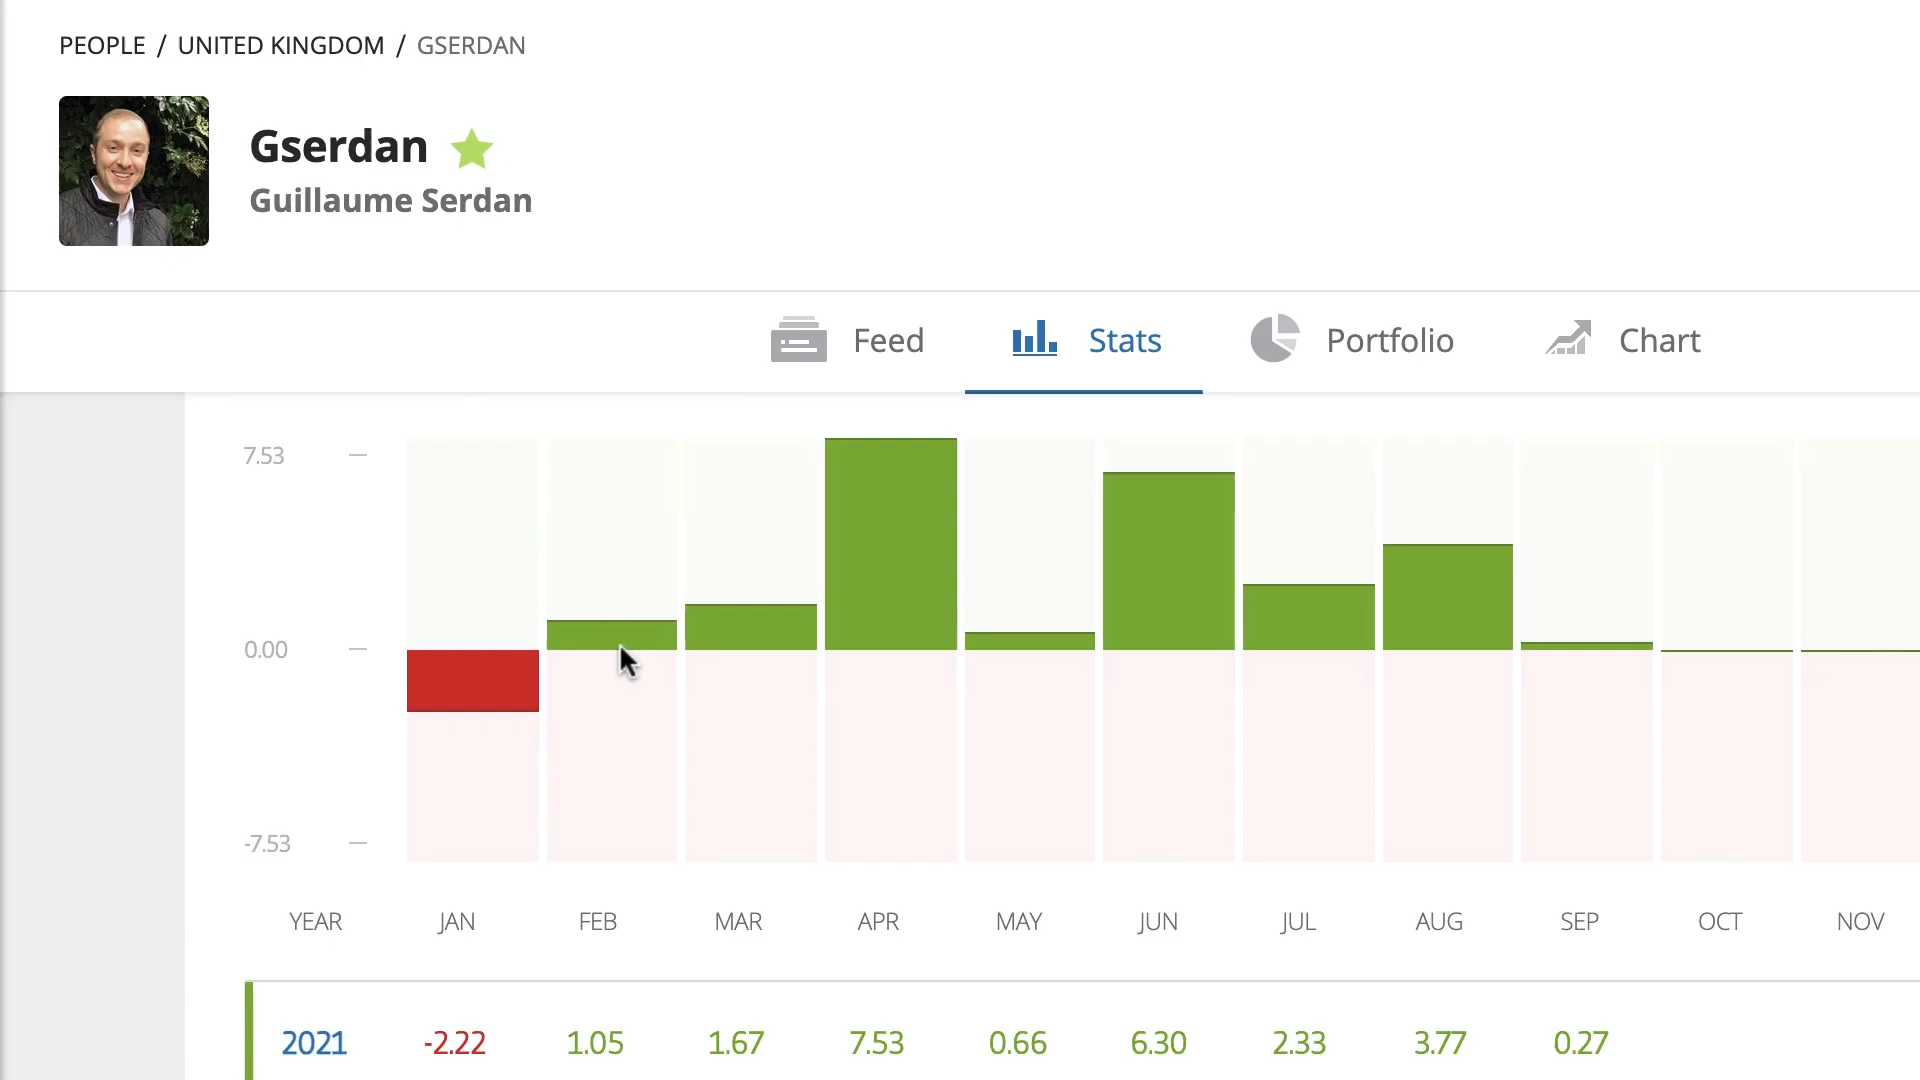 PEOPLE / UNITED KINGDOM / GSERDAN
Gserdan
Guillaume Serdan
Feed Stats Portfolio Chart
7.53
0.00
-7.53
YEAR JAN FEB MAR APR MAY JUN JUL AUG SEP OCT NOV
2021 -2.22 1.05 1.67 7.53 0.66 6.30 2.33 3.77 0.27